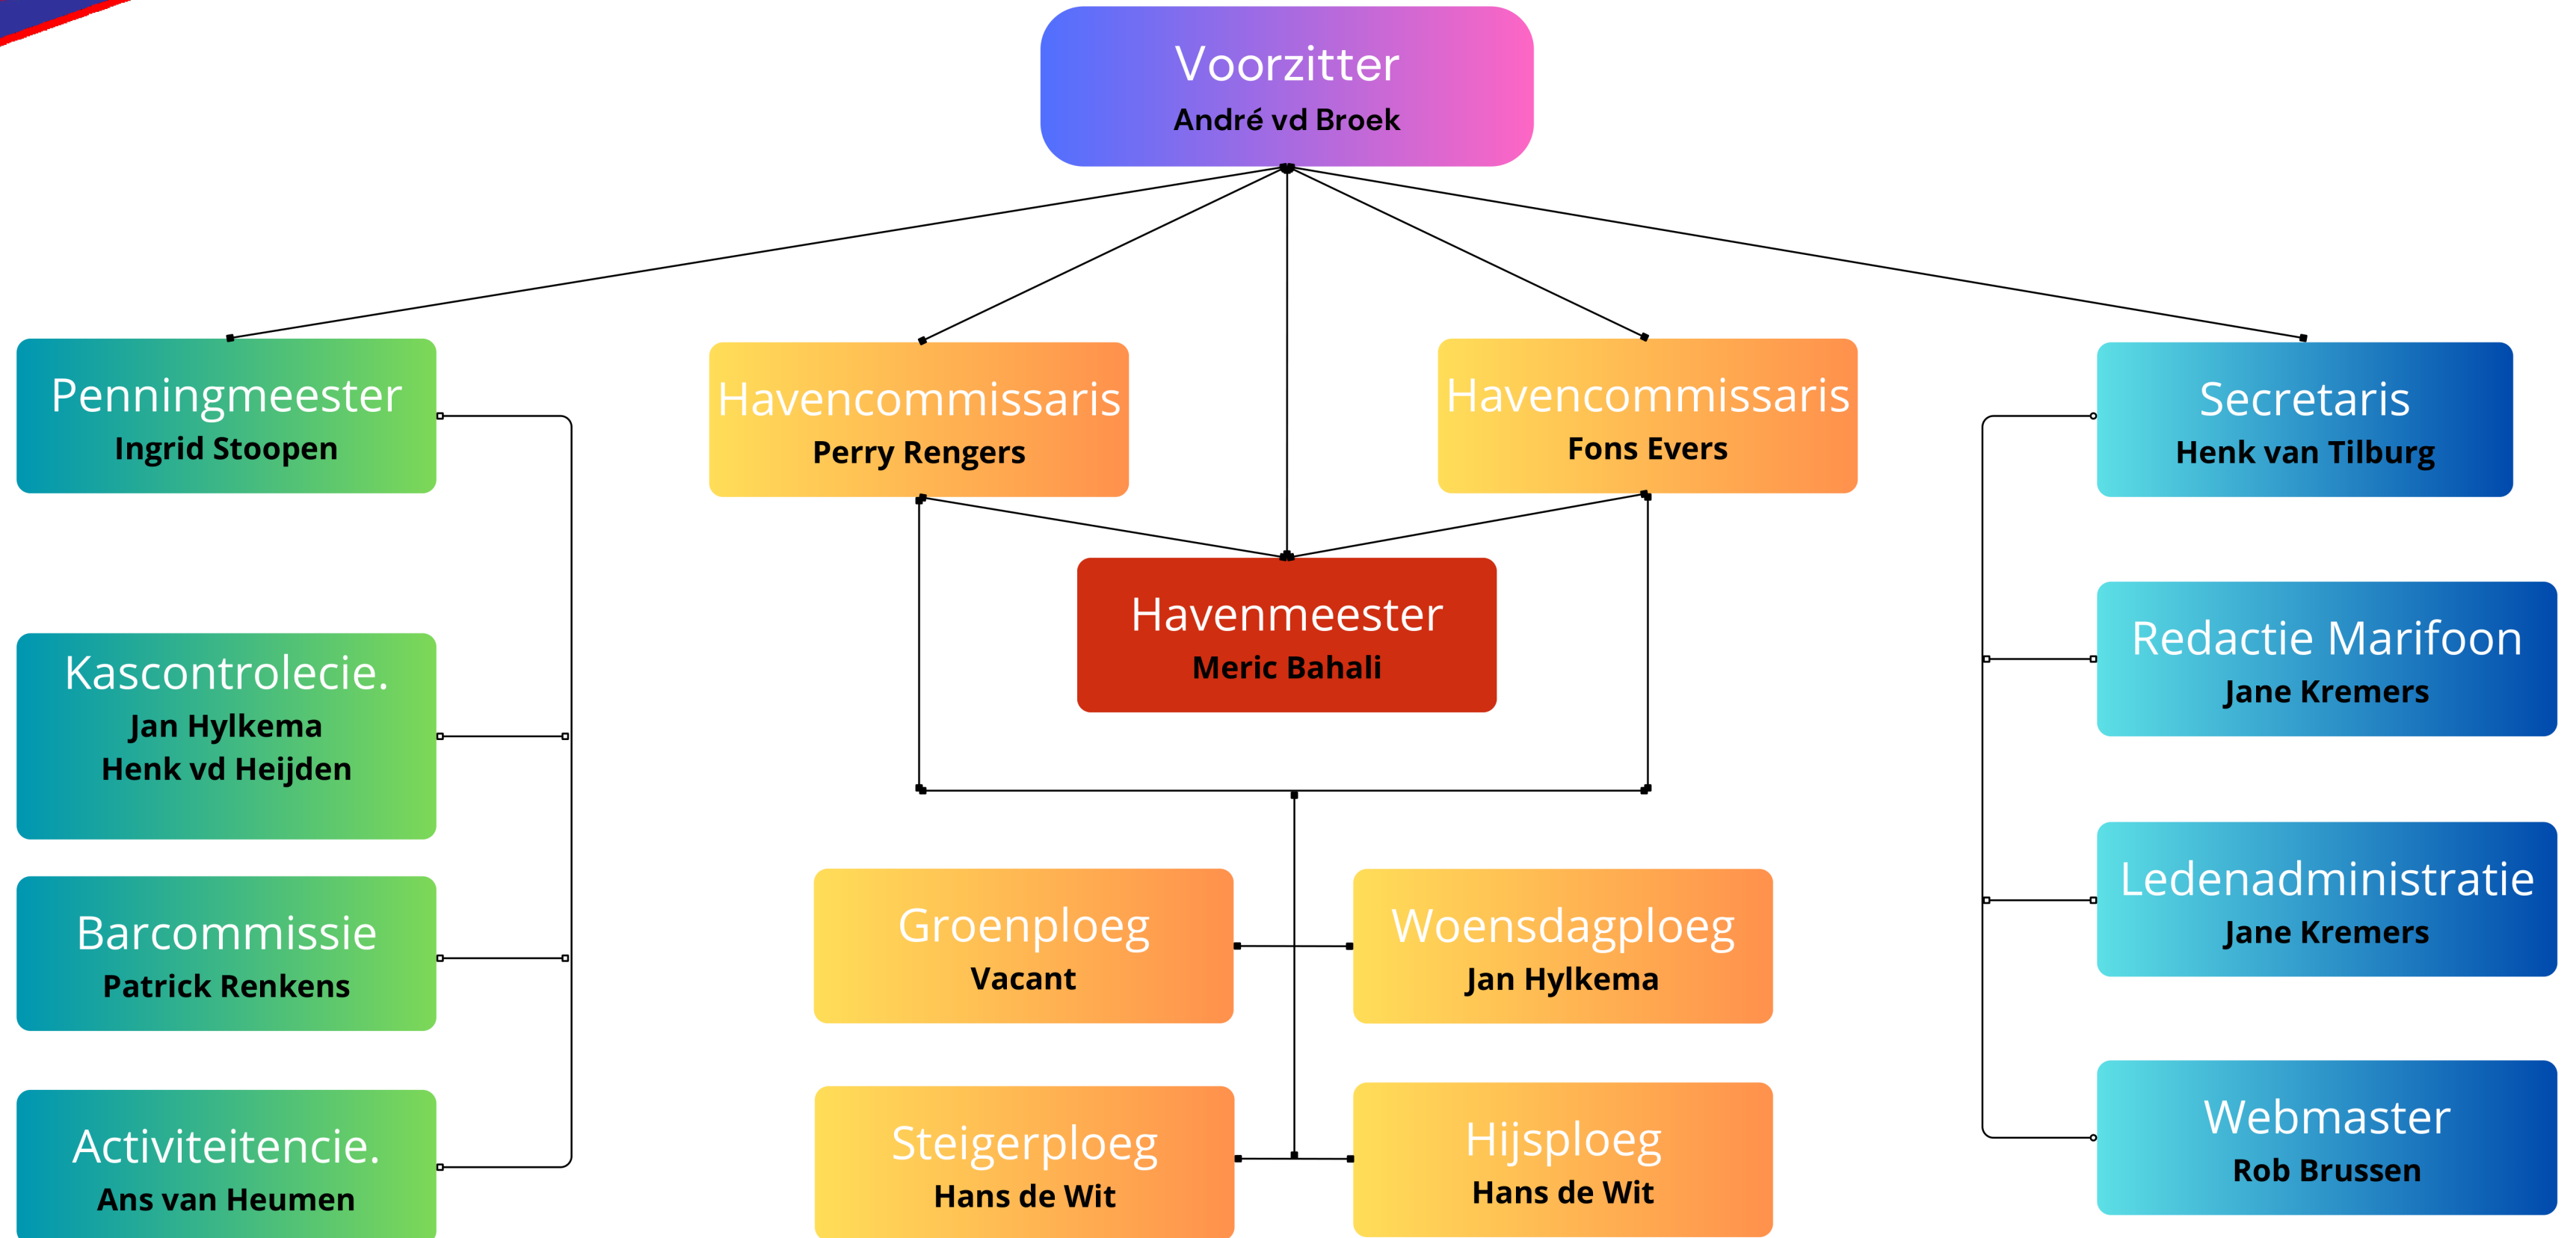 Voorzitter
André vd Broek
Penningmeester
Ingrid Stoopen
Havencommissaris
Perry Rengers
Havencommissaris
Fons Evers
Secretaris
Henk van Tilburg
Havenmeester
Meric Bahali
Kascontrolecie.
Jan Hylkema
Henk vd Heijden
Barcommissie
Patrick Renkens
Activiteitencie.
Ans van Heumen
Groenploeg
Vacant
Woensdagploeg
Jan Hylkema
Steigerploeg
Hans de Wit
Hijsploeg
Hans de Wit
Redactie Marifoon
Jane Kremers
Ledenadministratie
Jane Kremers
Webmaster
Rob Brussen